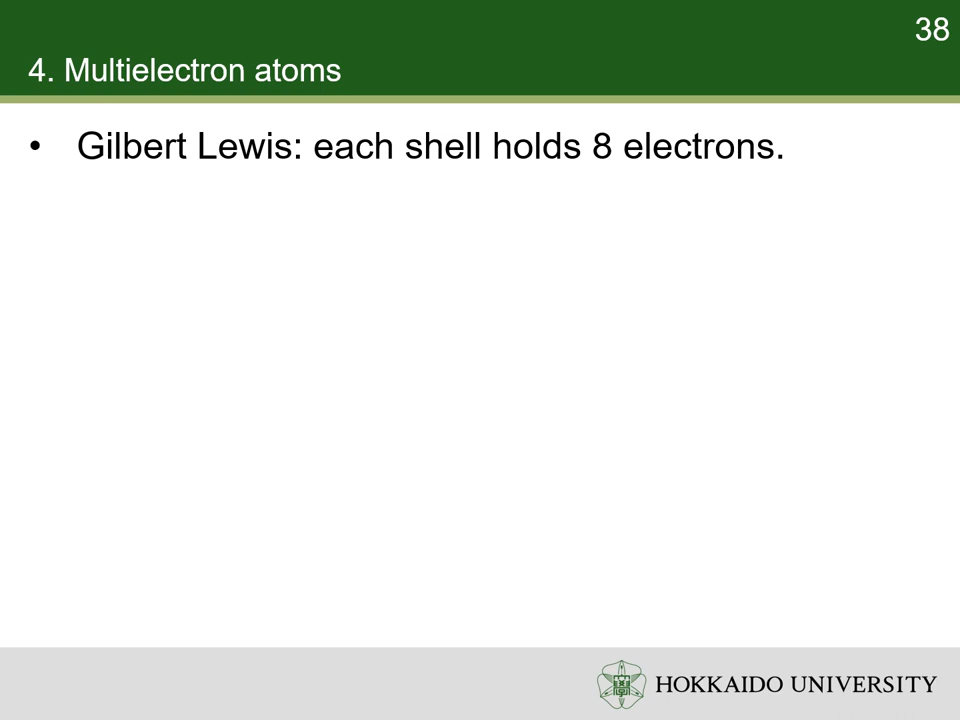 38
4. Multielectron atoms
• Gilbert Lewis: each shell holds 8 electrons.
HOKKAIDO UNIVERSITY